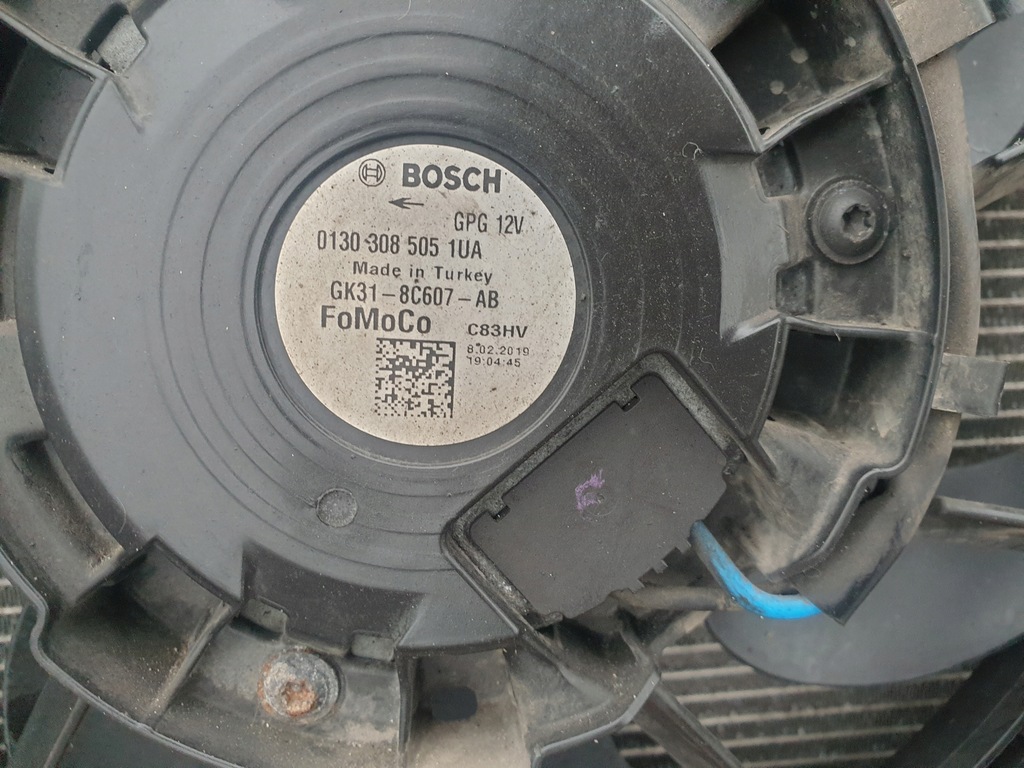 BOSCH
GPG 12V
0130 308 505 1UA
Made in Turkey
GK31-8C607-AB
FoMoCo C83HV
8.02.2019
19:04:45